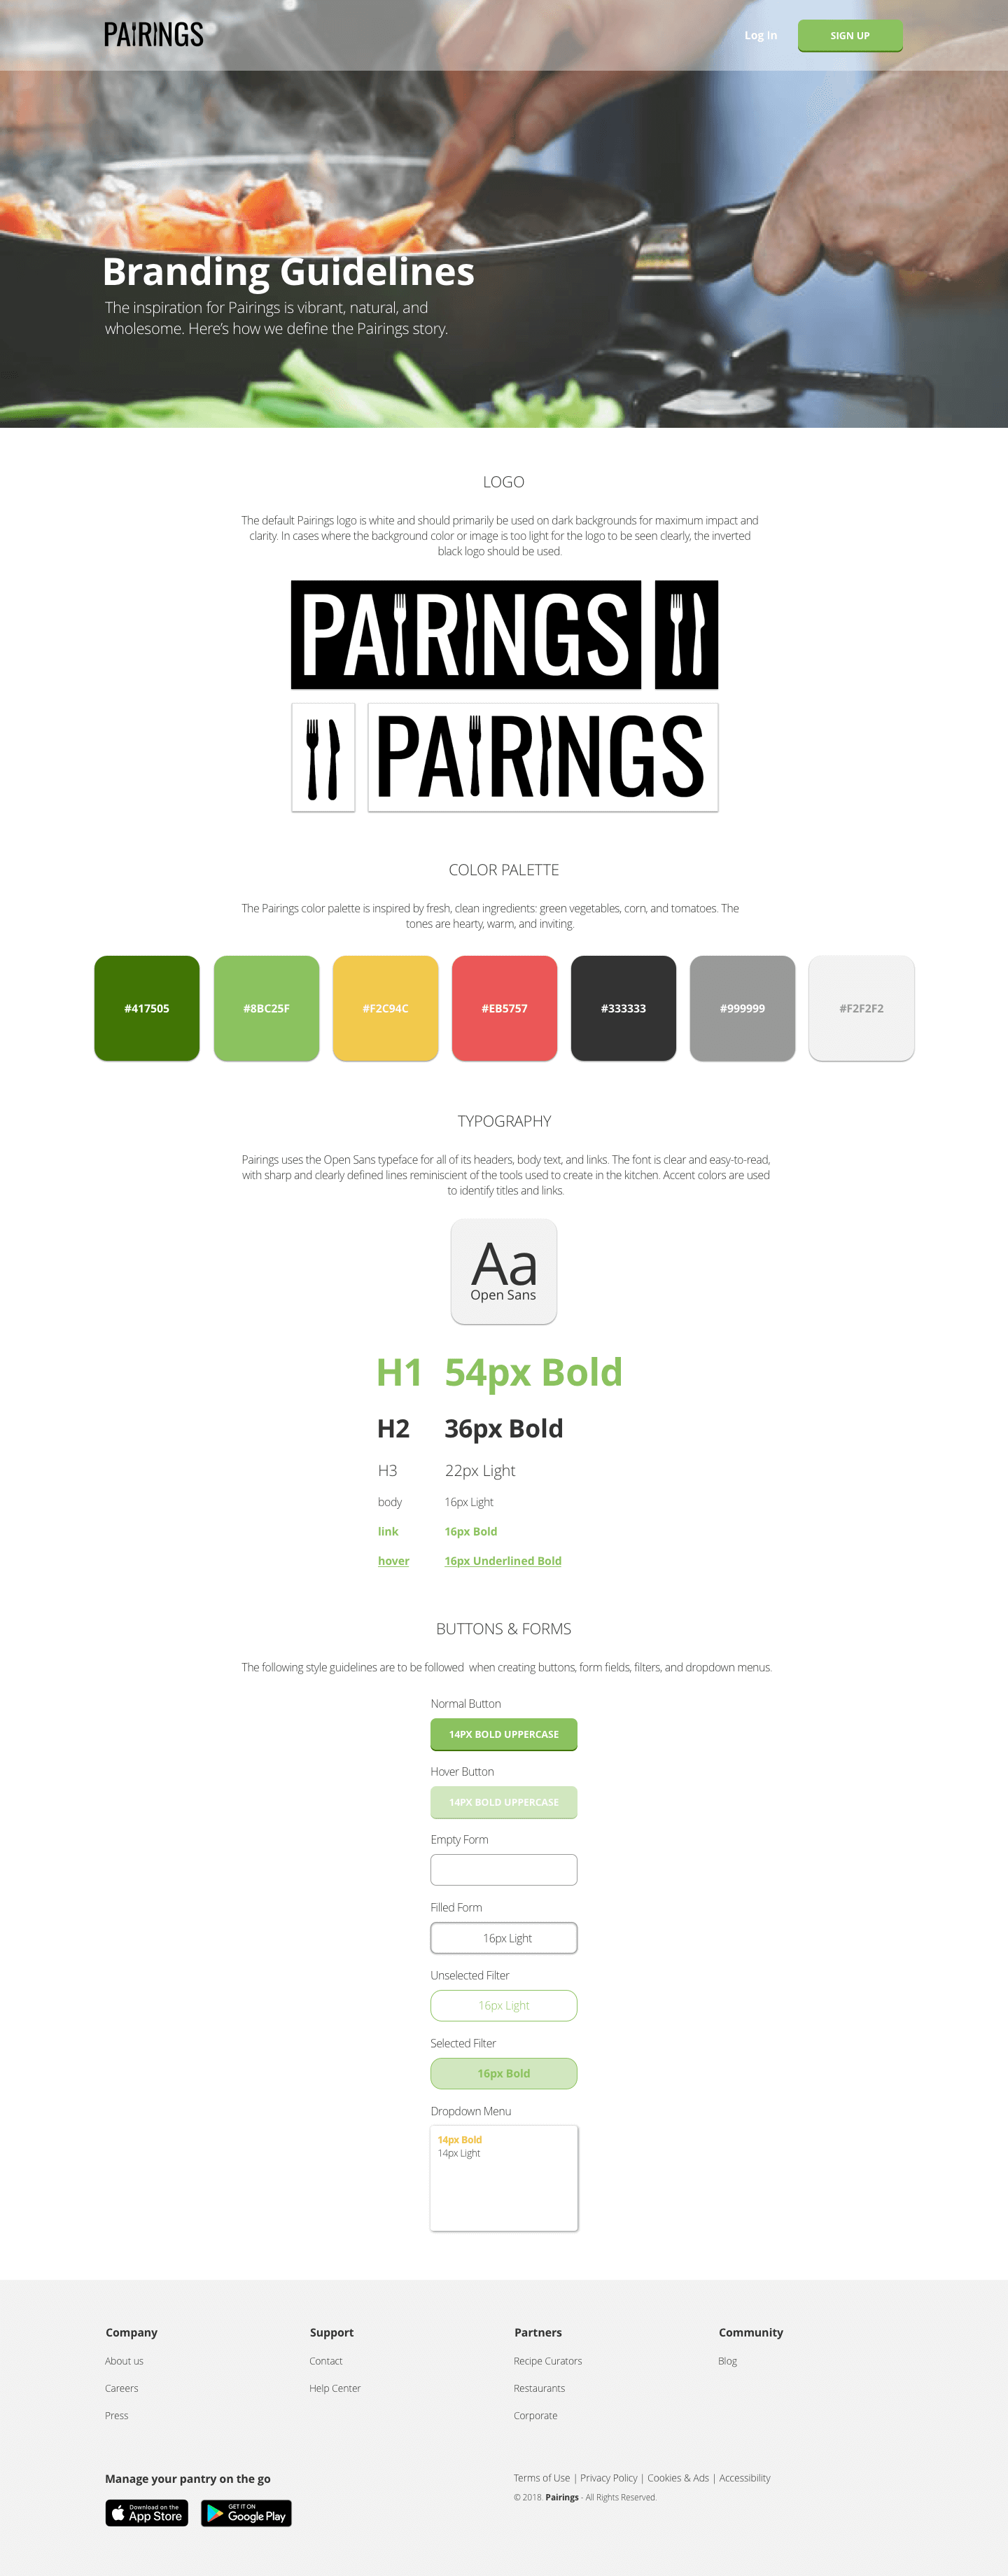 PAIRINGS
Log In
SIGN UP
Branding Guidelines
The inspiration for Pairings is vibrant, natural, and
wholesome. Here's how we define the Pairings story.
LOGO
The default Pairings logo is white and should primarily be used on dark backgrounds for maximum impact and
clarity. In cases where the background color or image is too light for the logo to be seen clearly, the inverted
black logo should be used.
PAIRINGS
PAIRINGS
COLOR PALETTE
The Pairings color palette is inspired by fresh, clean ingredients: green vegetables, corn, and tomatoes. The
tones are hearty, warm, and inviting.
#417505
#8BC25F
#F2C94C
#EB5757
#333333
#999999
#F2F2F2
TYPOGRAPHY
Pairings uses the Open Sans typeface for all of its headers, body text, and links. The font is clear and easy-to-read,
with sharp and clearly defined lines reminiscient of the tools used to create in the kitchen. Accent colors are used
to identify titles and links.
Aa
Open Sans
H1 54px Bold
H2 36px Bold
H3 22px Light
body 16px Light
link 16px Bold
hover 16px Underlined Bold
BUTTONS & FORMS
The following style guidelines are to be followed  when creating buttons, form fields, filters, and dropdown menus.
Normal Button
14PX BOLD UPPERCASE
Hover Button
14PX BOLD UPPERCASE
Empty Form
Filled Form
16px Light
Unselected Filter
16px Light
Selected Filter
16px Bold
Dropdown Menu
14px Bold
14px Light
Company
About us
Careers
Press
Support
Contact
Help Center
Partners
Recipe Curators
Restaurants
Corporate
Community
Blog
Manage your pantry on the go
Download on the
App Store
GET IT ON
Google Play
Terms of Use | Privacy Policy | Cookies & Ads | Accessibility
© 2018. Pairings - All Rights Reserved.